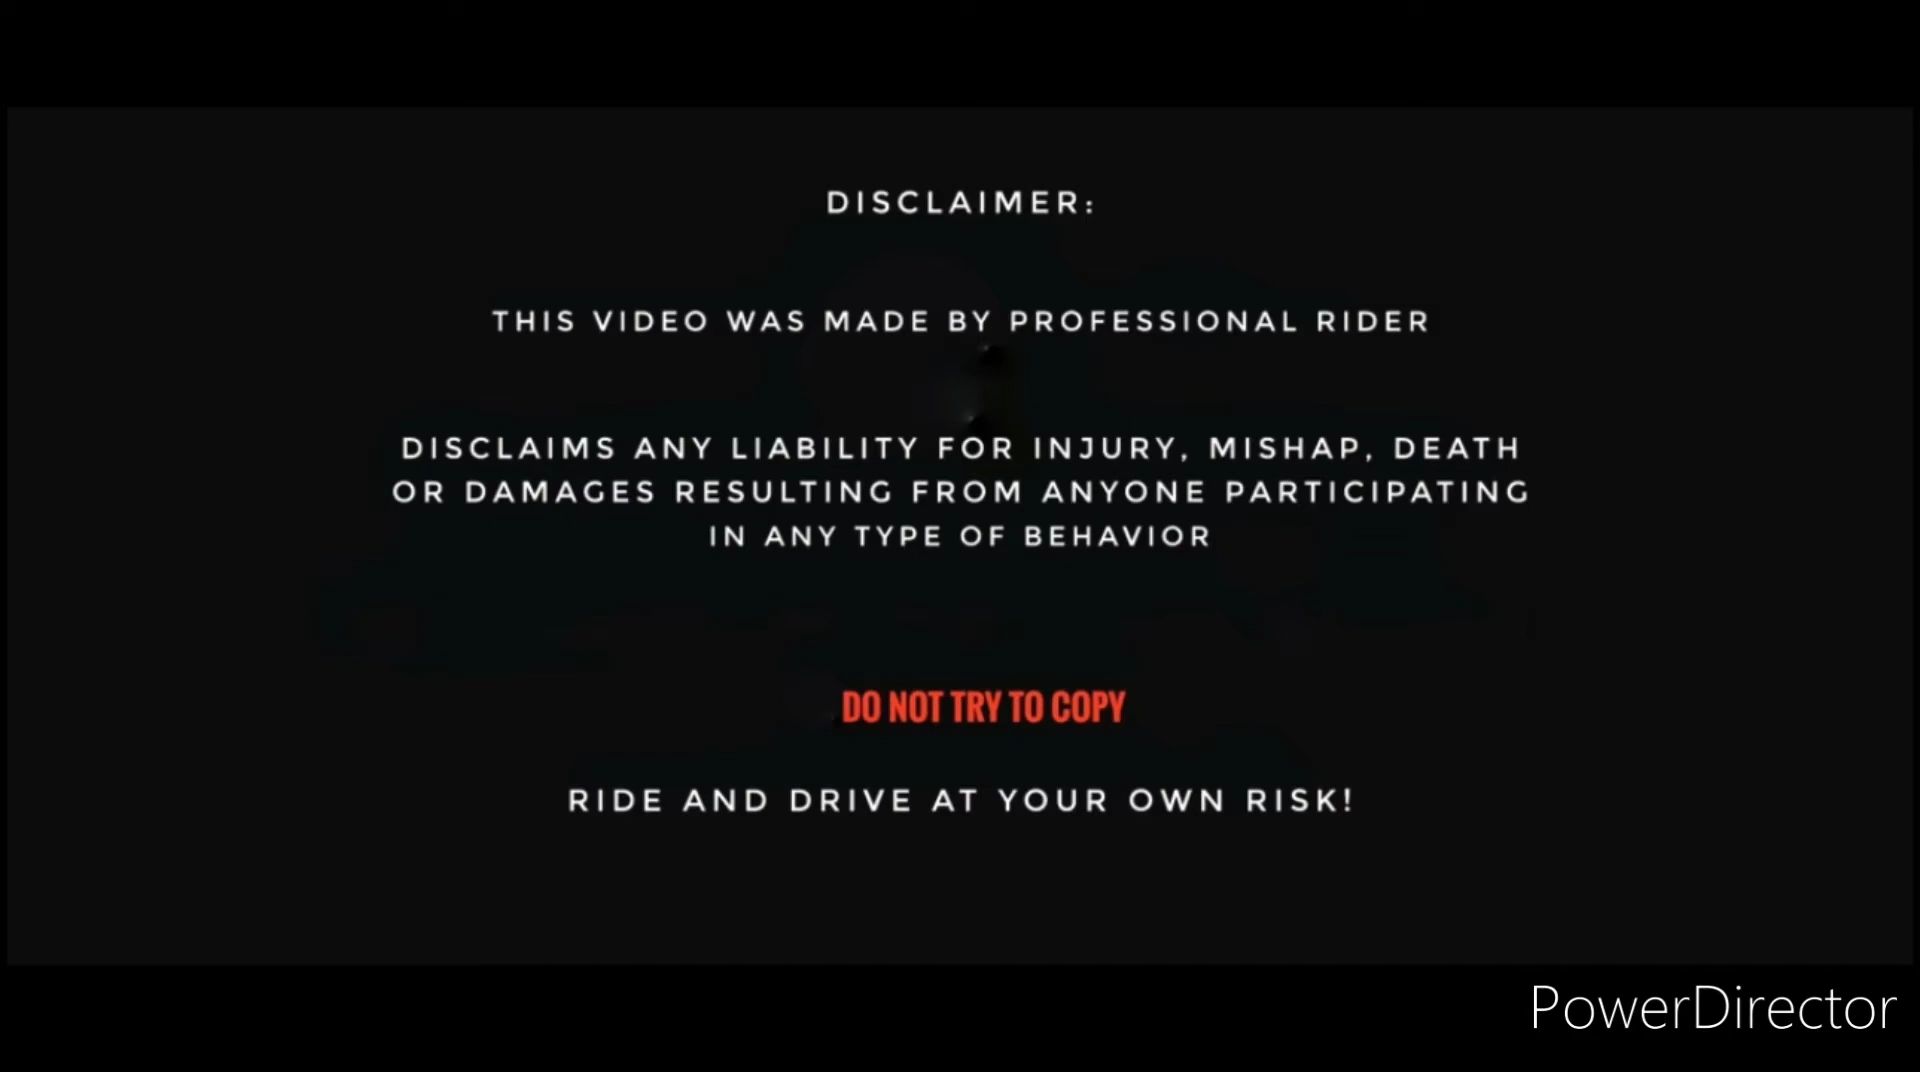 DISCLAIMER:
THIS VIDEO WAS MADE BY PROFESSIONAL RIDER
DISCLAIMS ANY LIABILITY FOR INJURY, MISHAP, DEATH
OR DAMAGES RESULTING FROM ANYONE PARTICIPATING
IN ANY TYPE OF BEHAVIOR
DO NOT TRY TO COPY
RIDE AND DRIVE AT YOUR OWN RISK!
PowerDirector